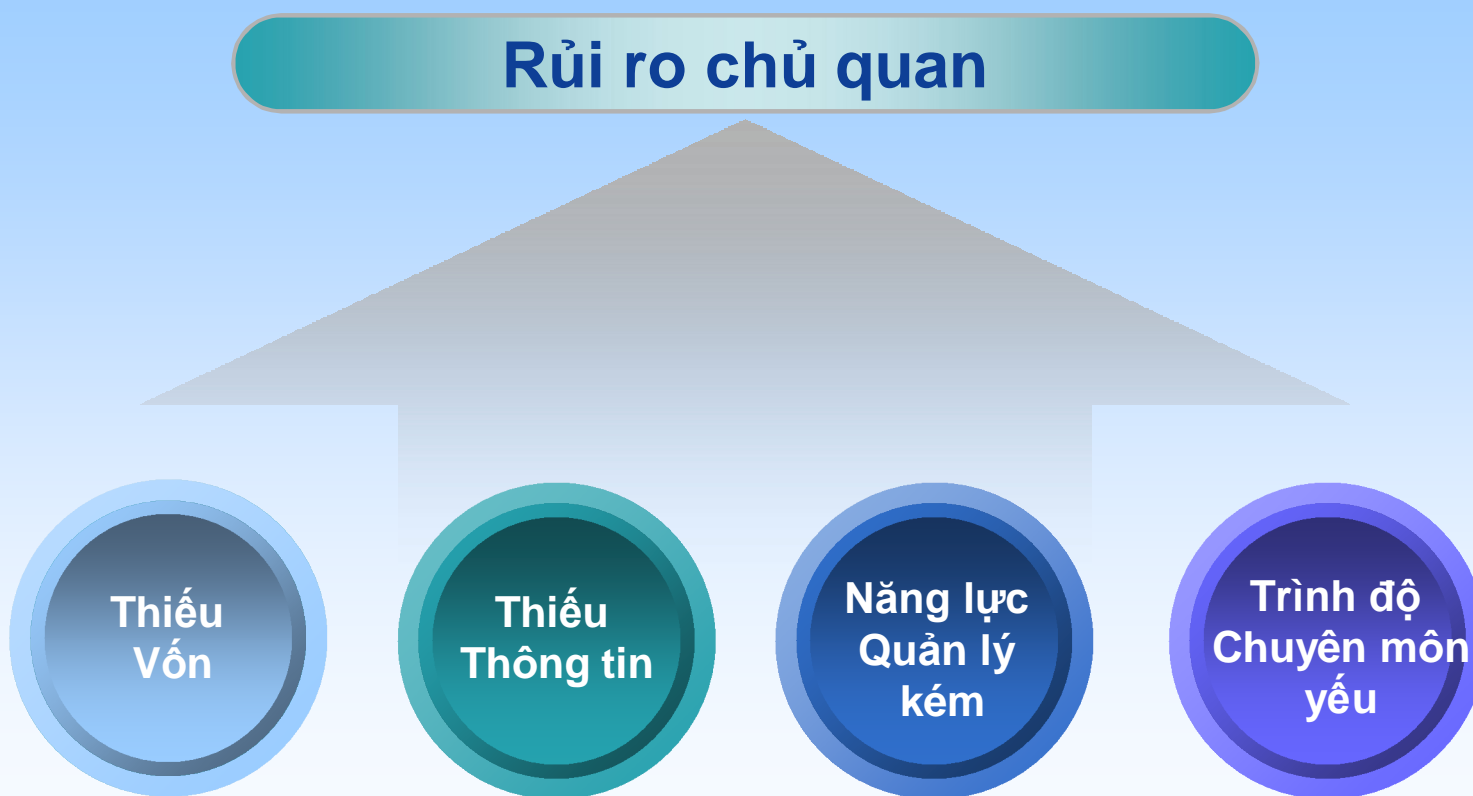 Rủi ro chủ quan
Thiếu
Vốn
Thiếu
Thông tin
Năng lực
Quản lý
kém
Trình độ
Chuyên môn
yếu